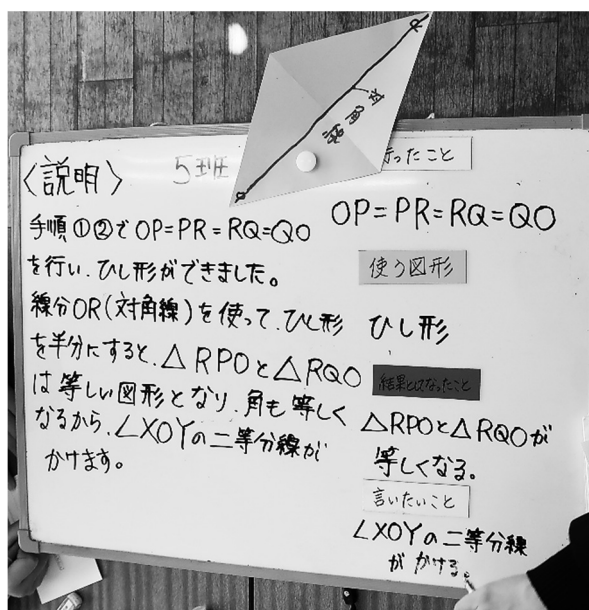 対角線
〈説明〉
5班
手順①②でOP=PR=RQ=QO
を行い、ひし形ができました。
線分OR(対角線)を使って、ひし形
を半分にすると、△RPOと△RQO
は等しい図形となり、角も等しく
なるから、∠XOYの二等分線が
かけます。
ったこと
OP=PR=RQ=QO
使う図形
ひし形
結果となったこと
△RPOと△RQOが
等しくなる。
言いたいこと
∠XOYの二等分線
がかける。